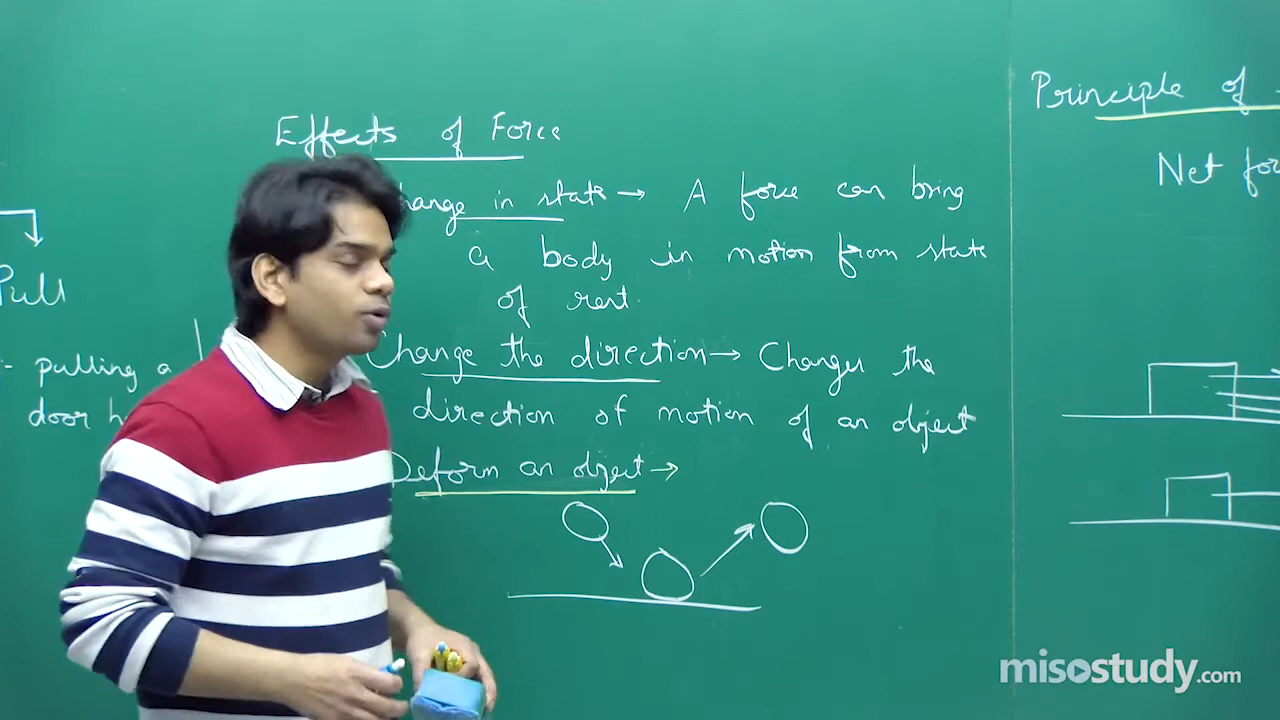 Effects of Force
hange in state → A force can bring
a body in motion from state
of rest.
Change the direction → Changes the
direction of motion of an object
Deform an object →
Pull
- pulling a
door h
Principle of
Net for
misostudy.com